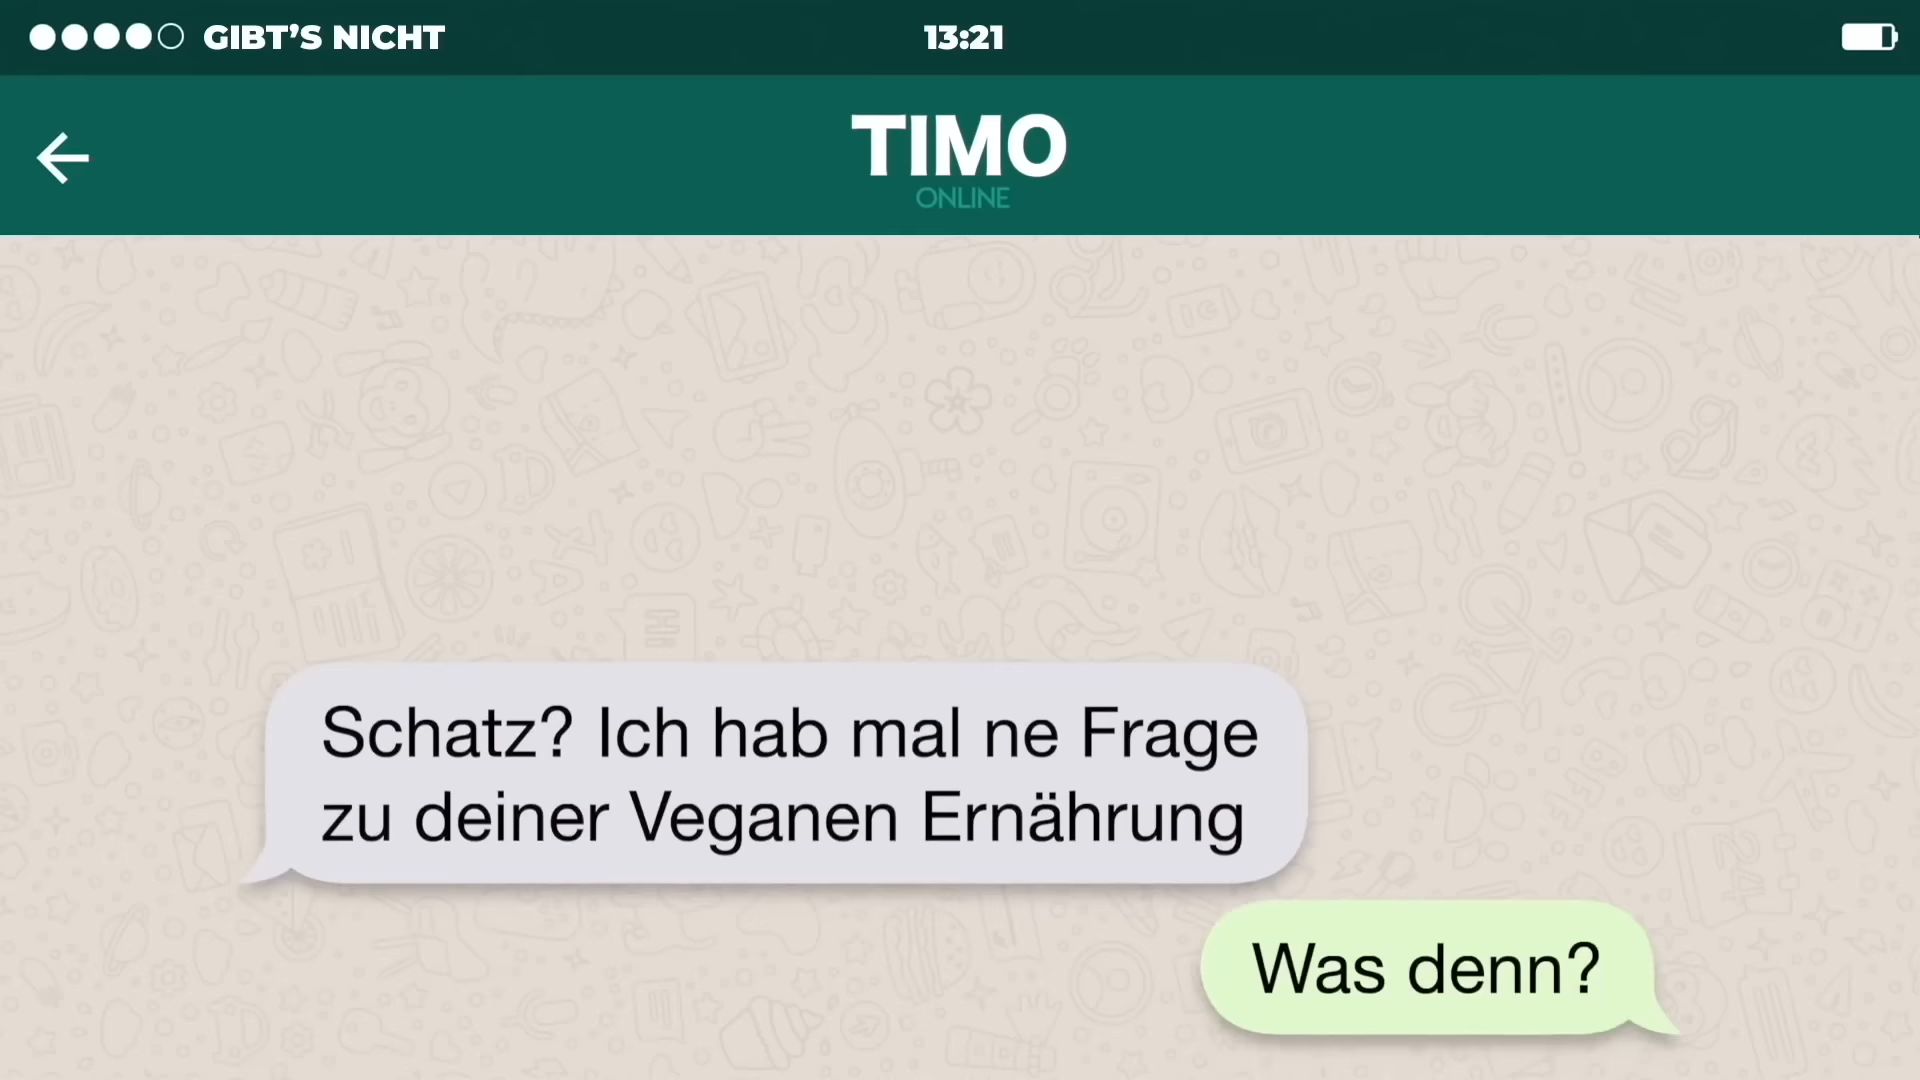 GIBT’S NICHT
13:21
TIMO
ONLINE
Schatz? Ich hab mal ne Frage
zu deiner Veganen Ernährung
Was denn?